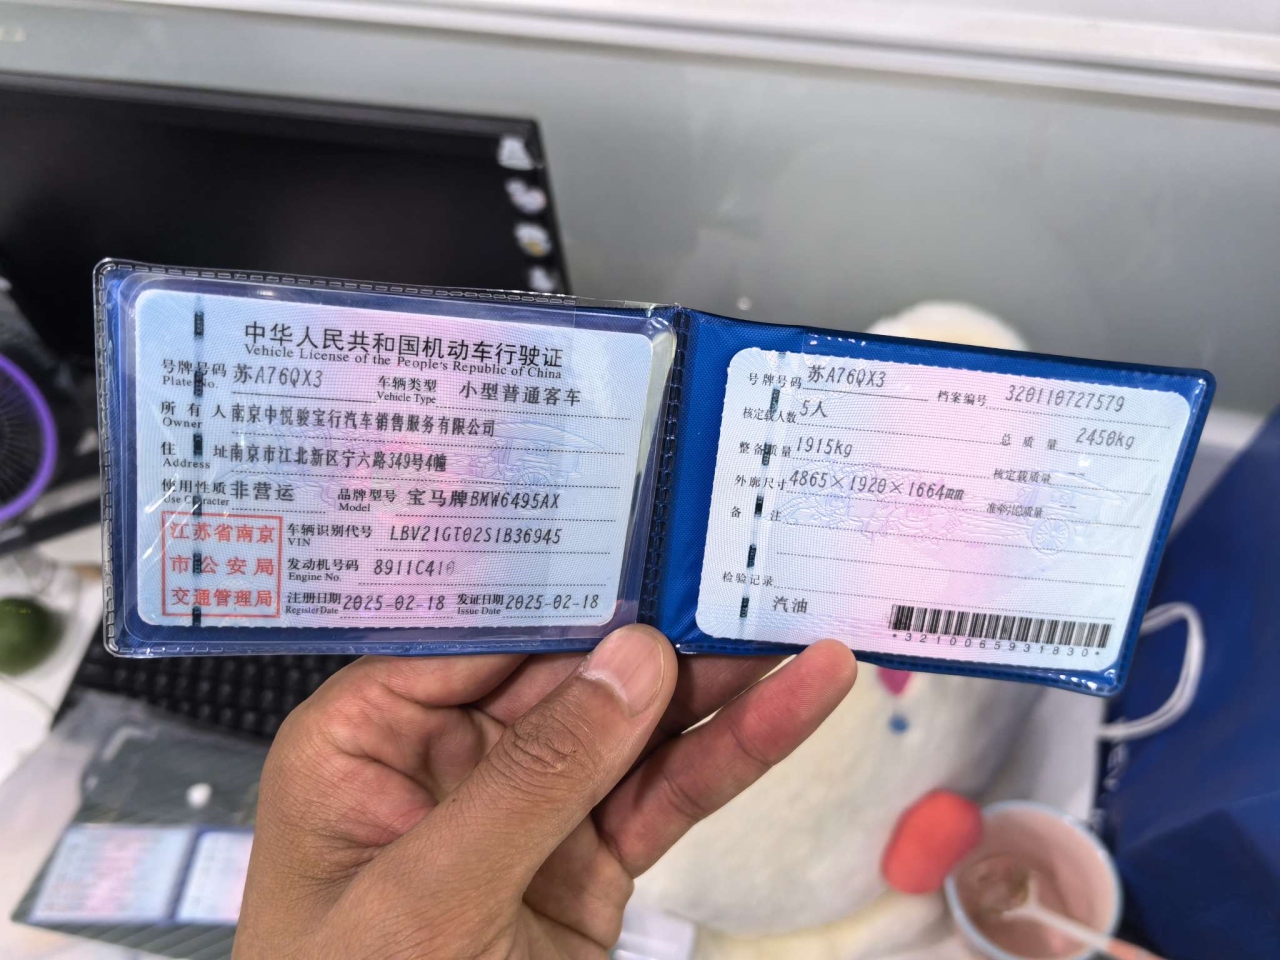 中华人民共和国机动车行驶证
Vehicle License of the People's Republic of China
号牌号码 苏A76QX3 车辆类型 小型普通客车
Plate No. Vehicle Type
所有人 南京中悦骏宝行汽车销售服务有限公司
Owner
住址 南京市江北新区宁六路349号4幢
Address
使用性质 非营运 品牌型号 宝马牌BMW6495AX
Use Character Model
江苏省南京
市公安局
交通管理局
车辆识别代号 LBV21GT02S1B36945
VIN
发动机号码 8911C410
Engine No.
注册日期 2025-02-18 发证日期 2025-02-18
Register Date Issue Date
号牌号码 苏A76QX3 档案编号 320110727579
核定载人数 5人 总质量 2450kg
整备质量 1915kg 核定载质量 --
外廓尺寸 4865×1920×1664mm 准牵引总质量 --
备注
检验记录
汽油
*3210065931830*